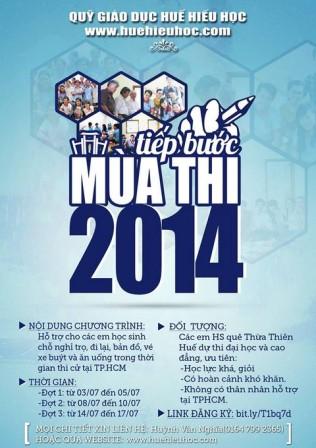 QUỸ GIÁO DỤC HUẾ HIẾU HỌC
www.huehieuhoc.com
HHH tiếp bước
MÙA THI
2014
▶ NỘI DUNG CHƯƠNG TRÌNH:
Hỗ trợ cho các em học sinh
chỗ nghỉ trọ, đi lại, bản đồ, vé
xe buýt và ăn uống trong thời
gian thi cử tại TP.HCM
▶ THỜI GIAN:
-Đợt 1: từ 03/07 đến 05/07
-Đợt 2: từ 08/07 đến 10/07
-Đợt 3: từ 14/07 đến 17/07
▶ ĐỐI TƯỢNG:
Các em HS quê Thừa Thiên
Huế dự thi đại học và cao
đẳng, ưu tiên:
-Học lực khá, giỏi
-Có hoàn cảnh khó khăn.
-Không có thân nhân hỗ trợ
tại TPHCM.
▶ LINK ĐĂNG KÝ: bit.ly/T1bq7d
[ MỌI CHI TIẾT XIN LIÊN HỆ: Huỳnh Văn Nghĩa(0164 799 2365)
HOẶC QUA WEBSITE: www.huehieuhoc.com ]